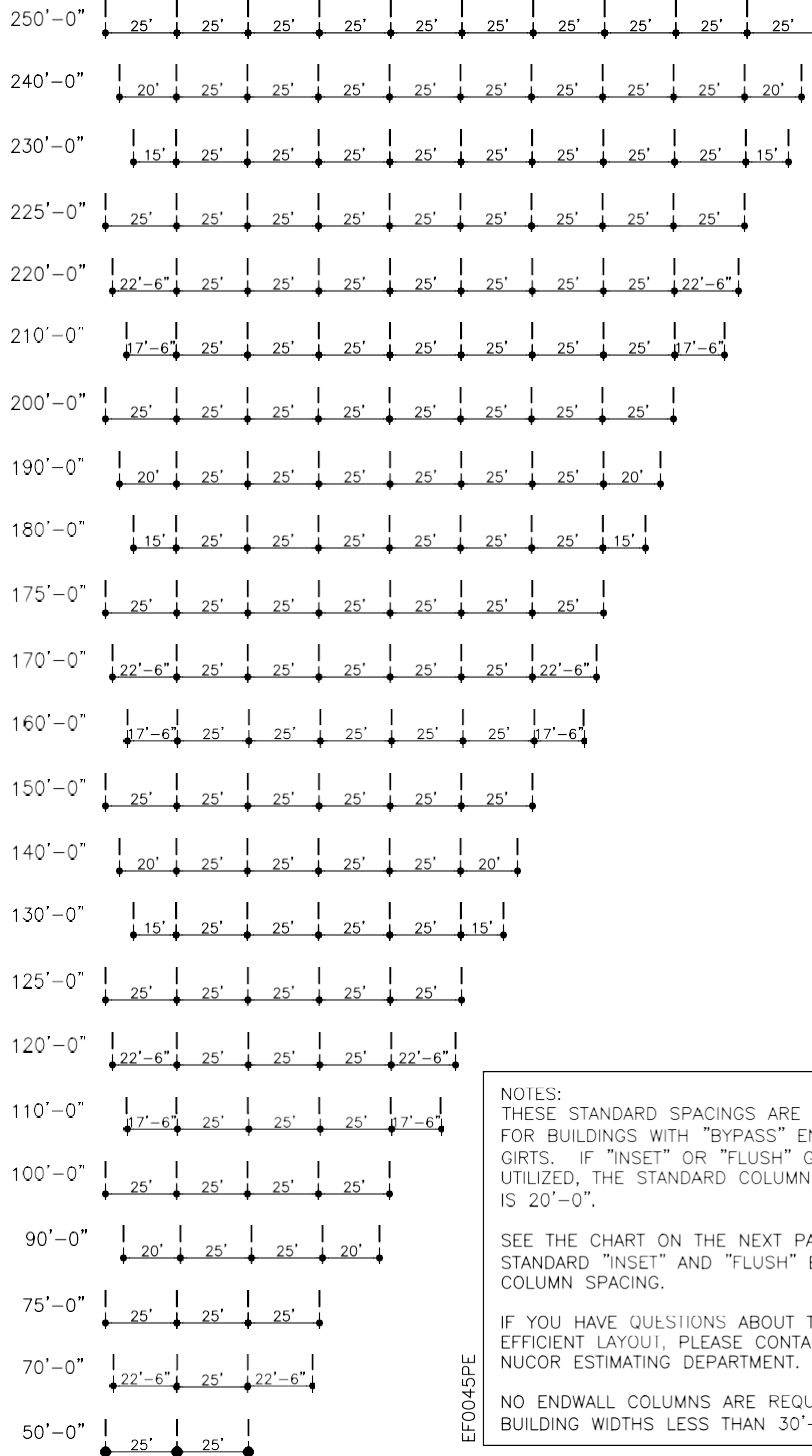 250'-0" 25' 25' 25' 25' 25' 25' 25' 25' 25' 25'
240'-0" 20' 25' 25' 25' 25' 25' 25' 25' 25' 20'
230'-0" 15' 25' 25' 25' 25' 25' 25' 25' 25' 15'
225'-0" 25' 25' 25' 25' 25' 25' 25' 25' 25'
220'-0" 22'-6" 25' 25' 25' 25' 25' 25' 25' 22'-6"
210'-0" 17'-6" 25' 25' 25' 25' 25' 25' 25' 17'-6"
200'-0" 25' 25' 25' 25' 25' 25' 25' 25'
190'-0" 20' 25' 25' 25' 25' 25' 25' 20'
180'-0" 15' 25' 25' 25' 25' 25' 25' 15'
175'-0" 25' 25' 25' 25' 25' 25' 25'
170'-0" 22'-6" 25' 25' 25' 25' 25' 22'-6"
160'-0" 17'-6" 25' 25' 25' 25' 25' 17'-6"
150'-0" 25' 25' 25' 25' 25' 25'
140'-0" 20' 25' 25' 25' 25' 20'
130'-0" 15' 25' 25' 25' 25' 15'
125'-0" 25' 25' 25' 25' 25'
120'-0" 22'-6" 25' 25' 25' 22'-6"
110'-0" 17'-6" 25' 25' 25' 17'-6"
100'-0" 25' 25' 25' 25'
90'-0" 20' 25' 25' 20'
75'-0" 25' 25' 25'
70'-0" 22'-6" 25' 22'-6"
50'-0" 25' 25'
NOTES:
THESE STANDARD SPACINGS ARE
FOR BUILDINGS WITH "BYPASS"
GIRTS. IF "INSET" OR "FLUSH"
UTILIZED, THE STANDARD COLUMN
IS 20'-0".
SEE THE CHART ON THE NEXT
STANDARD "INSET" AND "FLUSH"
COLUMN SPACING.
IF YOU HAVE QUESTIONS ABOUT
EFFICIENT LAYOUT, PLEASE
NUCOR ESTIMATING DEPARTMENT.
NO ENDWALL COLUMNS ARE
BUILDING WIDTHS LESS THAN 30'-
EF0045PE